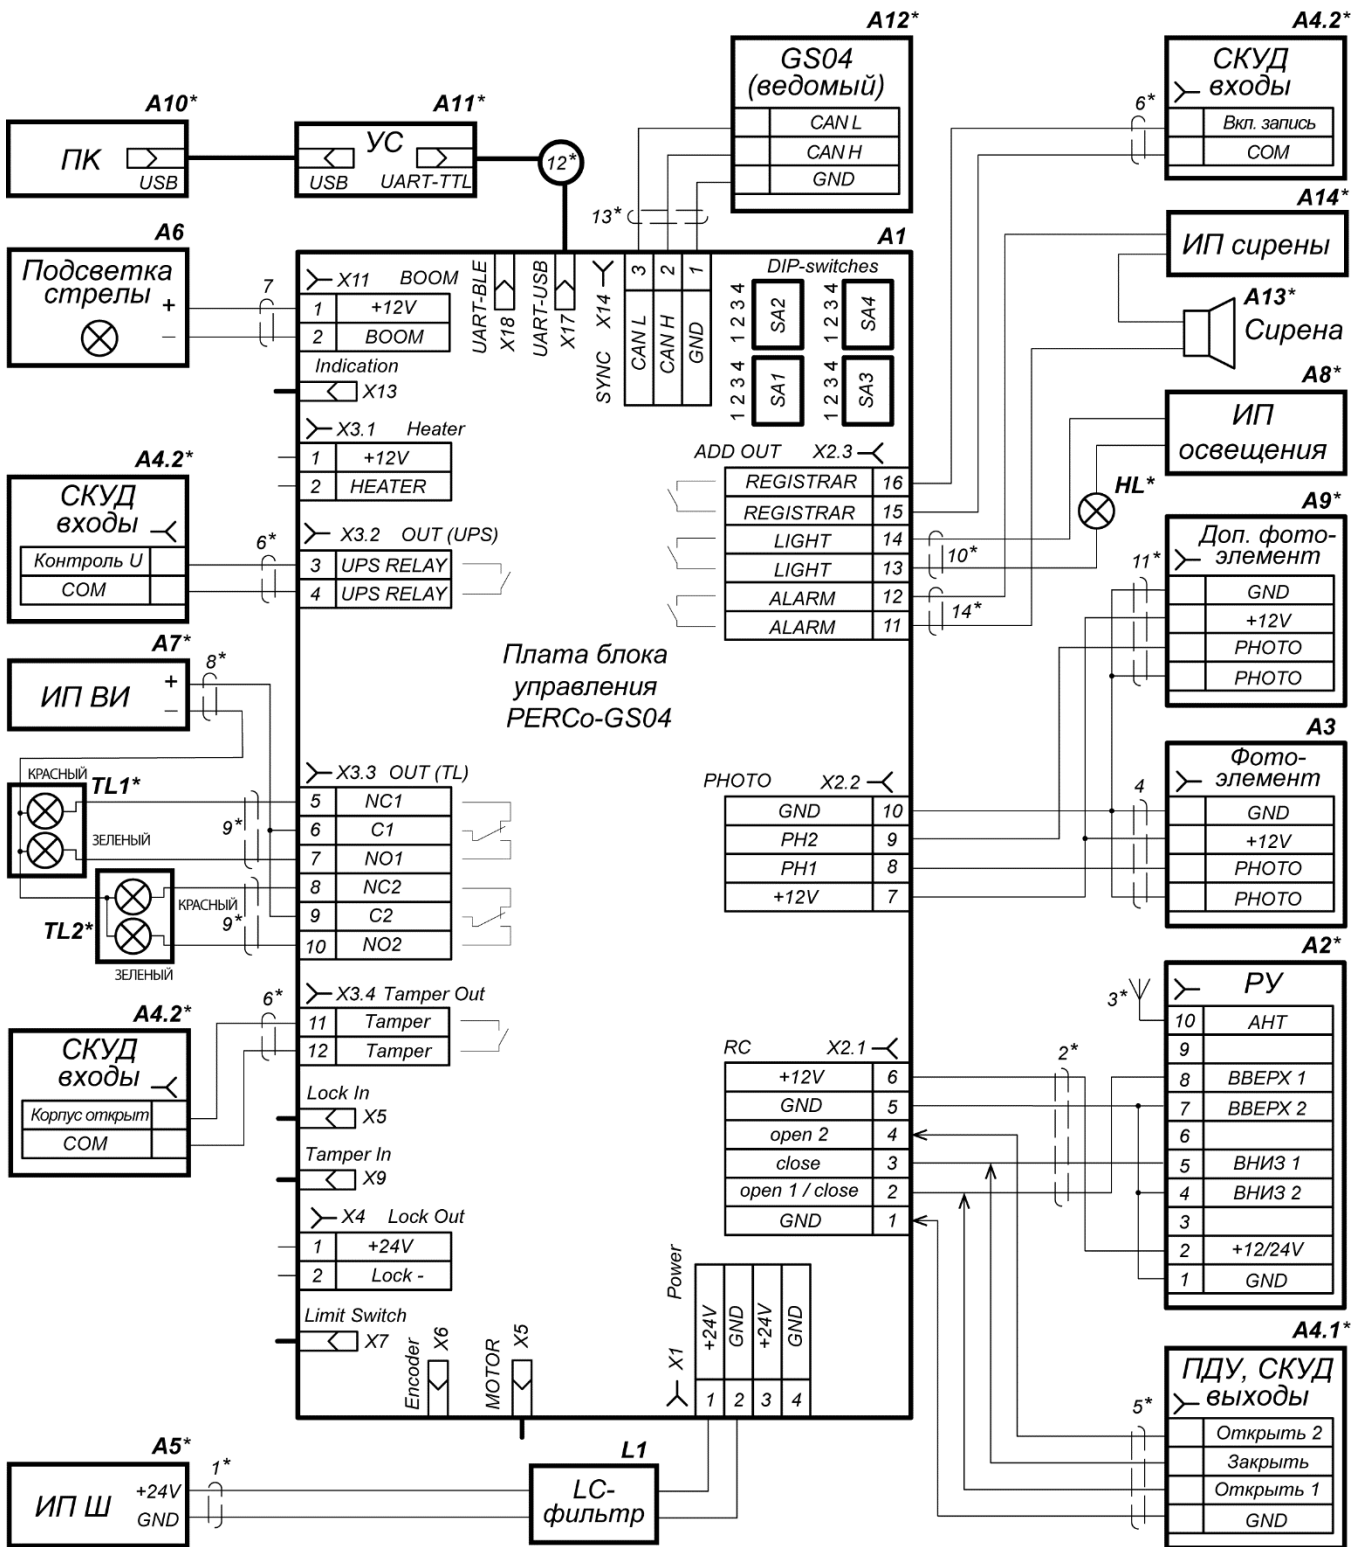 A12*
GS04
(ведомый)
CAN L
CAN H
GND
A4.2*
СКУД
входы
Вкл. запись
COM
6*
A10*
ПК
USB
A11*
УС
USB
UART-TTL
12*
13*
A14*
ИП сирены
A13*
Сирена
A6
Подсветка
стрелы
+
–
7
A1
X11 BOOM
1 +12V
2 BOOM
Indication
X13
X3.1 Heater
1 +12V
2 HEATER
UART-BLE
X18
UART-USB
X17
SYNC X14
3 CAN L
2 CAN H
1 GND
DIP-switches
1 2 3 4 SA2
1 2 3 4 SA4
1 2 3 4 SA1
1 2 3 4 SA3
A8*
ИП
освещения
HL*
A4.2*
СКУД
входы
Контроль U
COM
6*
X3.2 OUT (UPS)
3 UPS RELAY
4 UPS RELAY
ADD OUT X2.3
REGISTRAR 16
REGISTRAR 15
LIGHT 14
LIGHT 13
ALARM 12
ALARM 11
10*
14*
A9*
Доп. фото-
элемент
GND
+12V
PHOTO
PHOTO
11*
Плата блока
управления
PERCo-GS04
A7*
ИП ВИ
+
–
8*
КРАСНЫЙ
TL1*
ЗЕЛЕНЫЙ
9*
TL2*
КРАСНЫЙ
ЗЕЛЕНЫЙ
9*
X3.3 OUT (TL)
5 NC1
6 C1
7 NO1
8 NC2
9 C2
10 NO2
PHOTO X2.2
GND 10
PH2 9
PH1 8
+12V 7
A3
Фото-
элемент
GND
+12V
PHOTO
PHOTO
4
A4.2*
СКУД
входы
Корпус открыт
COM
6*
X3.4 Tamper Out
11 Tamper
12 Tamper
Lock In
X5
Tamper In
X9
X4 Lock Out
1 +24V
2 Lock -
Limit Switch
X7
Encoder
X6
MOTOR
X5
RC X2.1
+12V 6
GND 5
open 2 4
close 3
open 1 / close 2
GND 1
2*
A2*
РУ
3*
10 АНТ
9
8 ВВЕРХ 1
7 ВВЕРХ 2
6
5 ВНИЗ 1
4 ВНИЗ 2
3
2 +12/24V
1 GND
Power
X1
1 +24V
2 GND
3 +24V
4 GND
A4.1*
ПДУ, СКУД
выходы
Открыть 2
Закрыть
Открыть 1
GND
5*
A5*
ИП Ш
+24V
GND
1*
L1
LC-
фильтр